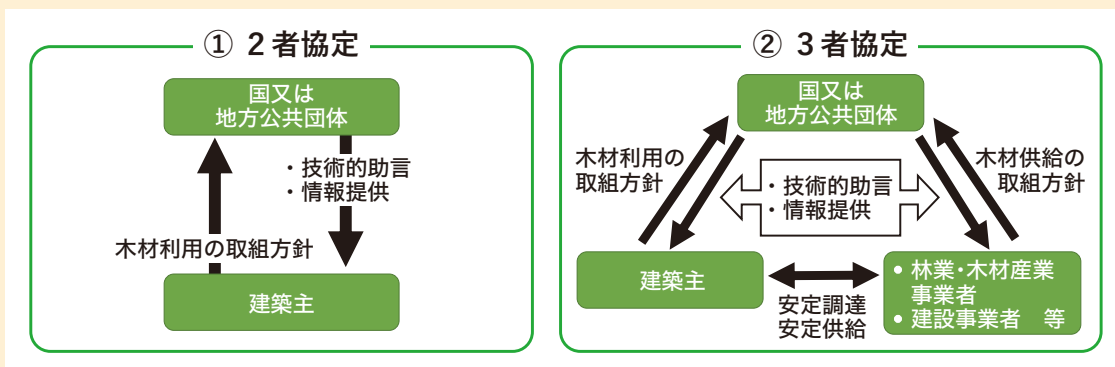 ① 2者協定
国又は
地方公共団体
・技術的助言
・情報提供
木材利用の取組方針
建築主
② 3者協定
国又は
地方公共団体
木材利用の
取組方針
・技術的助言
・情報提供
木材供給の
取組方針
建築主
安定調達
安定供給
• 林業・木材産業
事業者
• 建設事業者 等